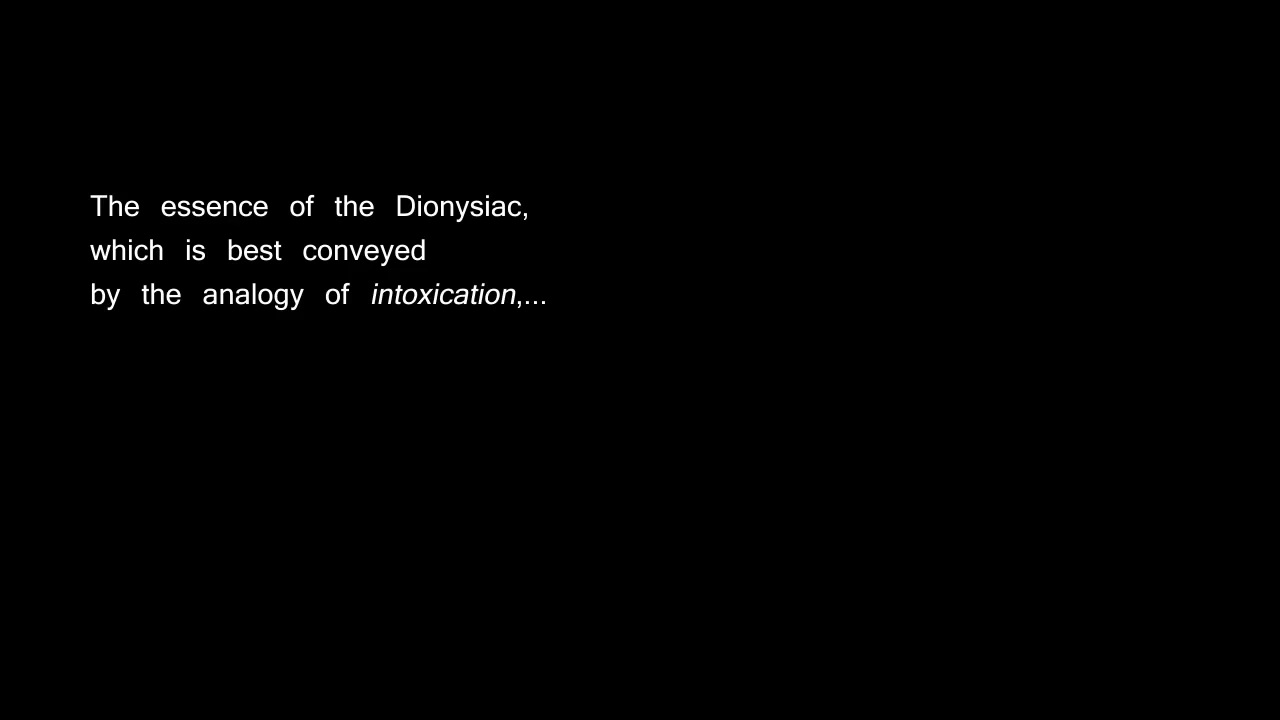 The essence of the Dionysiac,
which is best conveyed
by the analogy of intoxication,...